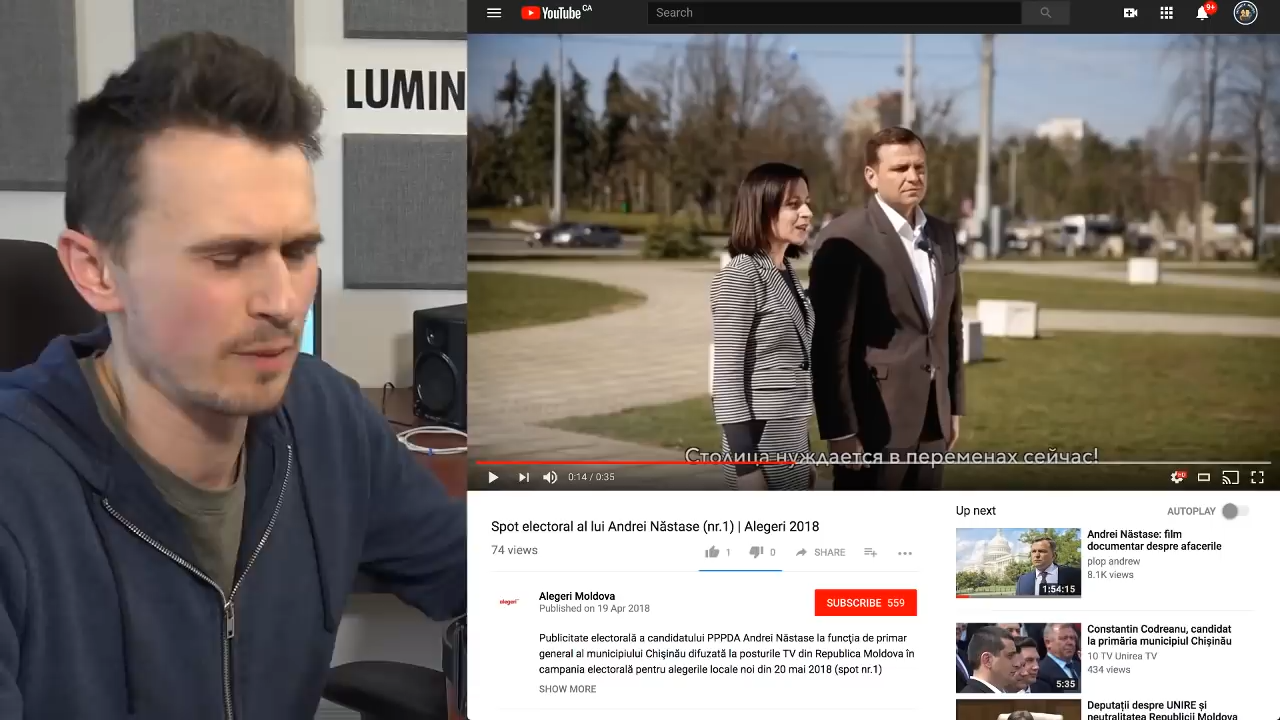 LUMIN
YouTube CA
Search
9+
Столица нуждается в переменах сейчас!
0:14 / 0:35
HD
Spot electoral al lui Andrei Năstase (nr.1) | Alegeri 2018
74 views
1
0
SHARE
alegeri
Alegeri Moldova
Published on 19 Apr 2018
SUBSCRIBE 559
Publicitate electorală a candidatului PPPDA Andrei Năstase la funcția de primar
general al municipiului Chișinău difuzată la posturile TV din Republica Moldova în
campania electorală pentru alegerile locale noi din 20 mai 2018 (spot nr.1)
SHOW MORE
Up next
AUTOPLAY
1:54:15
Andrei Năstase: film
documentar despre afacerile
plop andrew
8.1K views
5:35
Constantin Codreanu, candidat
la primăria municipiul Chișinău
10 TV Unirea TV
434 views
Deputații despre UNIRE și
neutralitatea Republicii Moldova